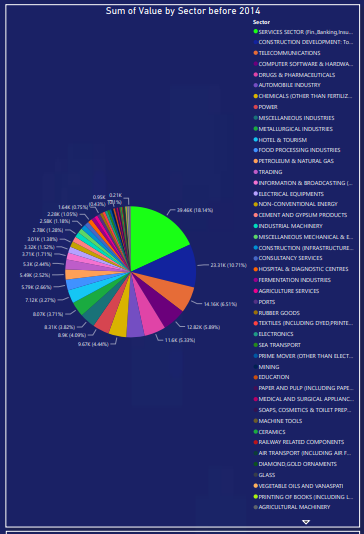 Sum of Value by Sector before 2014
Sector
SERVICES SECTOR (Fin.,Banking,Insu...
CONSTRUCTION DEVELOPMENT: To...
TELECOMMUNICATIONS
COMPUTER SOFTWARE & HARDWA...
DRUGS & PHARMACEUTICALS
AUTOMOBILE INDUSTRY
CHEMICALS (OTHER THAN FERTILIZ...
POWER
MISCELLANEOUS INDUSTRIES
METALLURGICAL INDUSTRIES
HOTEL & TOURISM
FOOD PROCESSING INDUSTRIES
PETROLEUM & NATURAL GAS
TRADING
INFORMATION & BROADCASTING (...
ELECTRICAL EQUIPMENTS
NON-CONVENTIONAL ENERGY
CEMENT AND GYPSUM PRODUCTS
INDUSTRIAL MACHINERY
MISCELLANEOUS MECHANICAL & E...
CONSTRUCTION (INFRASTRUCTURE...
CONSULTANCY SERVICES
HOSPITAL & DIAGNOSTIC CENTRES
FERMENTATION INDUSTRIES
AGRICULTURE SERVICES
PORTS
RUBBER GOODS
TEXTILES (INCLUDING DYED,PRINTE...
ELECTRONICS
SEA TRANSPORT
PRIME MOVER (OTHER THAN ELECT...
MINING
EDUCATION
PAPER AND PULP (INCLUDING PAPE...
MEDICAL AND SURGICAL APPLIANC...
SOAPS, COSMETICS & TOILET PREP...
MACHINE TOOLS
CERAMICS
RAILWAY RELATED COMPONENTS
AIR TRANSPORT (INCLUDING AIR F...
DIAMOND,GOLD ORNAMENTS
GLASS
VEGETABLE OILS AND VANASPATI
PRINTING OF BOOKS (INCLUDING L...
AGRICULTURAL MACHINERY
39.46K (18.14%)
23.31K (10.71%)
14.16K (6.51%)
12.82K (5.89%)
11.6K (5.33%)
9.67K (4.44%)
8.9K (4.09%)
8.31K (3.82%)
8.07K (3.71%)
7.12K (3.27%)
5.79K (2.66%)
5.49K (2.52%)
5.3K (2.44%)
3.71K (1.71%)
3.32K (1.52%)
3.01K (1.38%)
2.78K (1.28%)
2.58K (1.18%)
2.28K (1.05%)
1.64K (0.75%)
0.95K
0.21K